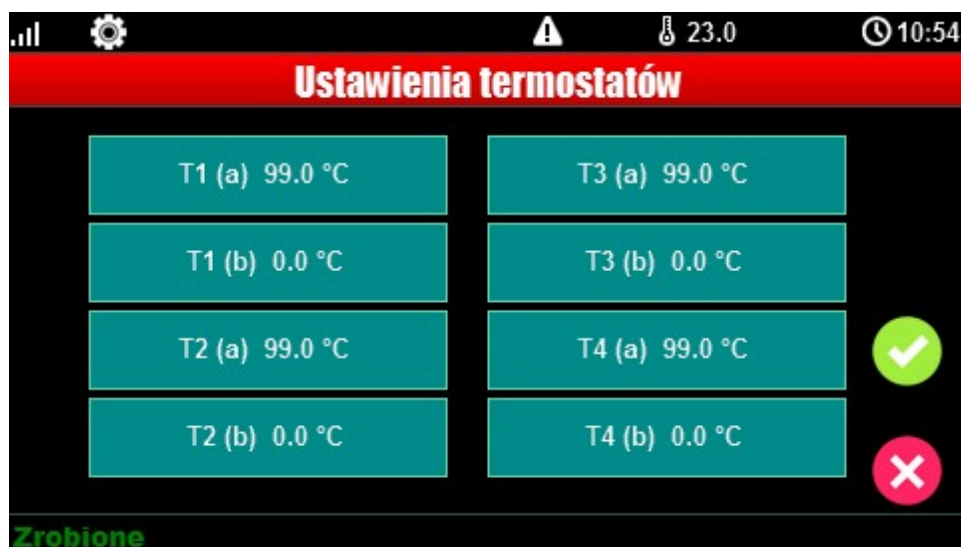 23.0 10:54
Ustawienia termostatów
T1 (a) 99.0 °C
T1 (b) 0.0 °C
T2 (a) 99.0 °C
T2 (b) 0.0 °C
T3 (a) 99.0 °C
T3 (b) 0.0 °C
T4 (a) 99.0 °C
T4 (b) 0.0 °C
Zrobione